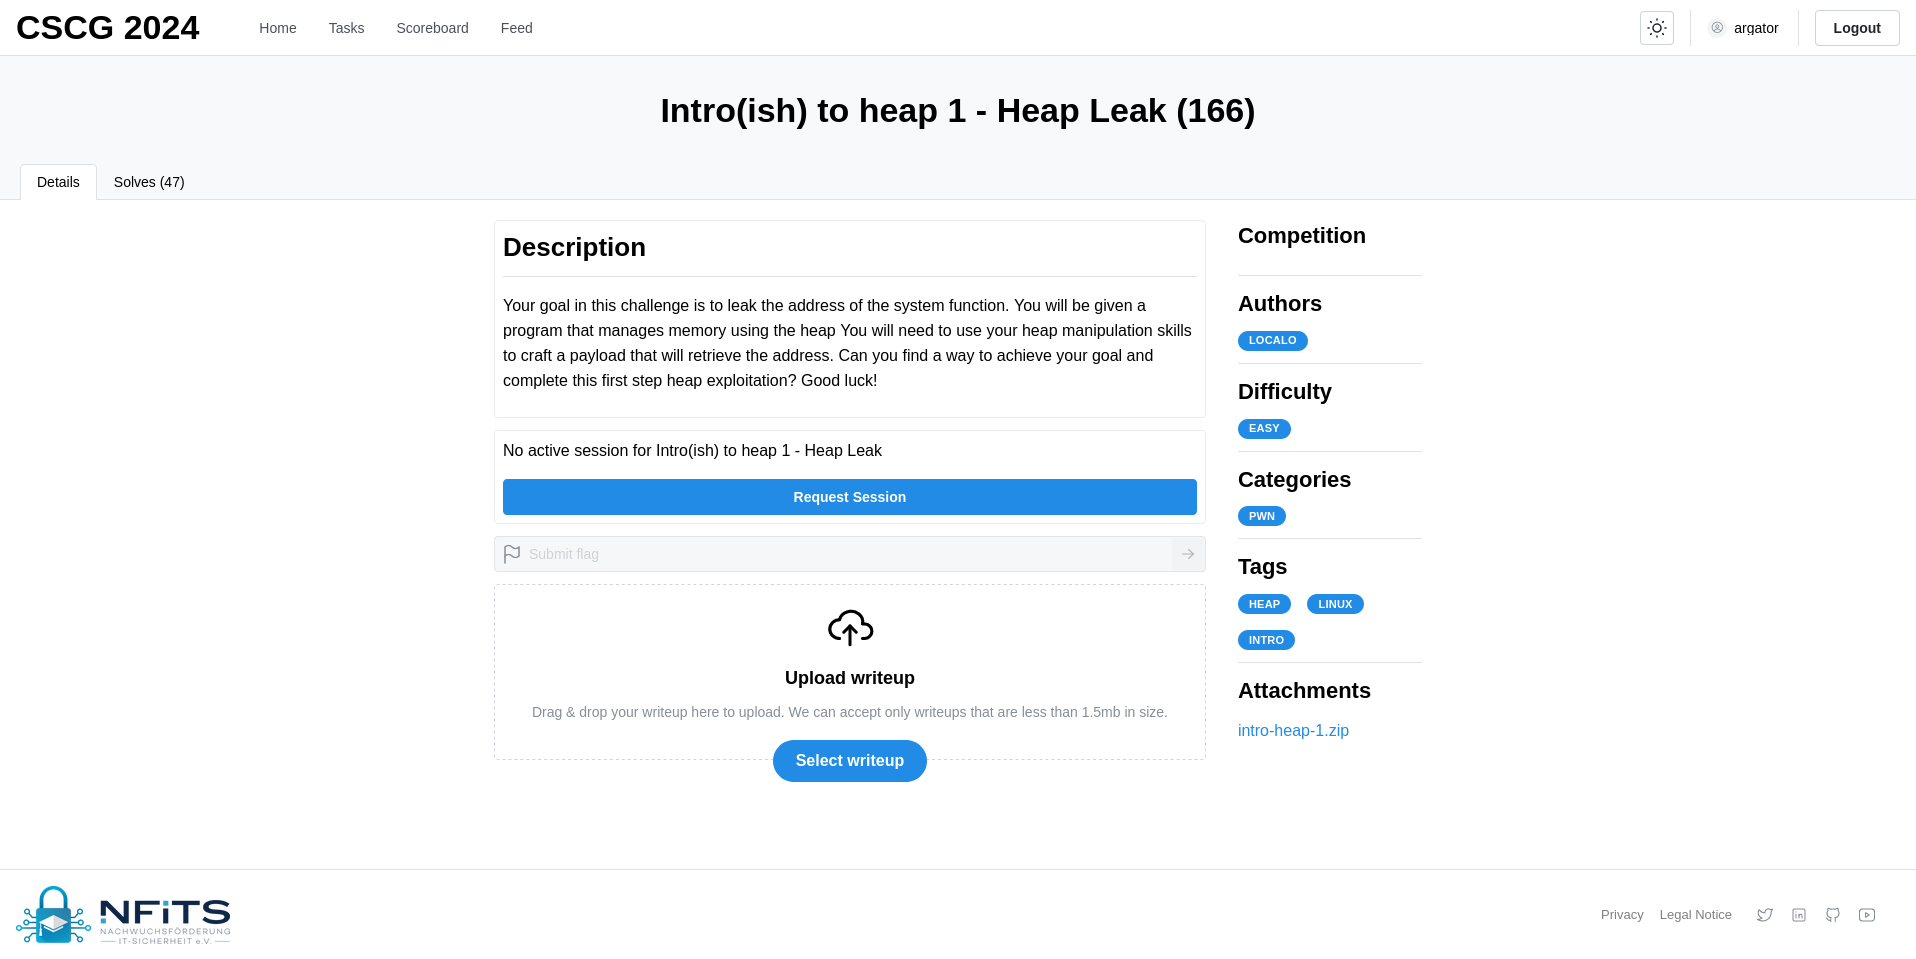 CSCG 2024
Home
Tasks
Scoreboard
Feed
argator
Logout
Intro(ish) to heap 1 - Heap Leak (166)
Details
Solves (47)
Description
Your goal in this challenge is to leak the address of the system function. You will be given a
program that manages memory using the heap You will need to use your heap manipulation skills
to craft a payload that will retrieve the address. Can you find a way to achieve your goal and
complete this first step heap exploitation? Good luck!
No active session for Intro(ish) to heap 1 - Heap Leak
Request Session
Submit flag
Upload writeup
Drag & drop your writeup here to upload. We can accept only writeups that are less than 1.5mb in size.
Select writeup
Competition
Authors
LOCALO
Difficulty
EASY
Categories
PWN
Tags
HEAP
LINUX
INTRO
Attachments
intro-heap-1.zip
NFiTS
NACHWUCHSFÖRDERUNG
IT-SICHERHEIT e.V.
Privacy
Legal Notice